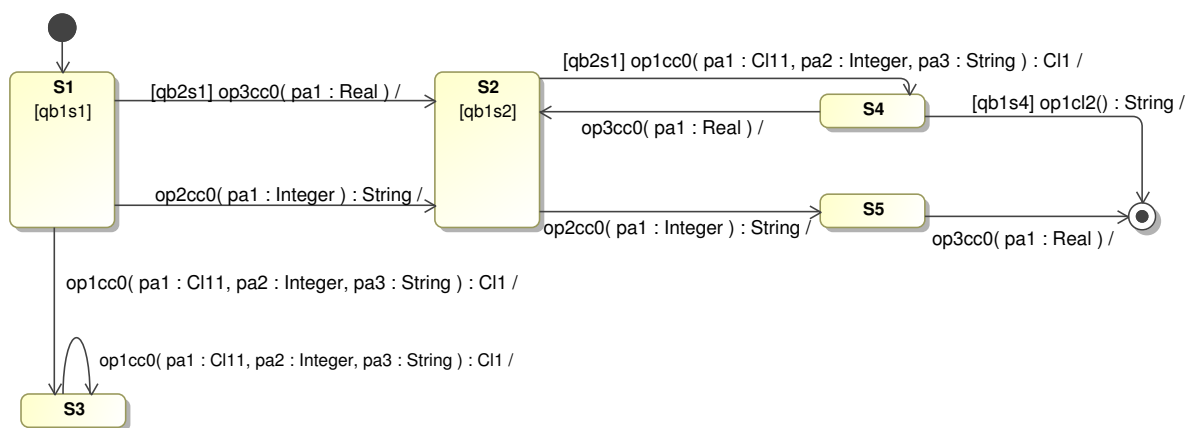 [qb2s1] op1cc0( pa1 : Cl11, pa2 : Integer, pa3 : String ) : Cl1 /
S1
[qb1s1]
[qb2s1] op3cc0( pa1 : Real ) /
S2
[qb1s2]
S4
[qb1s4] op1cl2() : String /
op3cc0( pa1 : Real ) /
op2cc0( pa1 : Integer ) : String /
S5
op2cc0( pa1 : Integer ) : String /
op3cc0( pa1 : Real ) /
op1cc0( pa1 : Cl11, pa2 : Integer, pa3 : String ) : Cl1 /
op1cc0( pa1 : Cl11, pa2 : Integer, pa3 : String ) : Cl1 /
S3